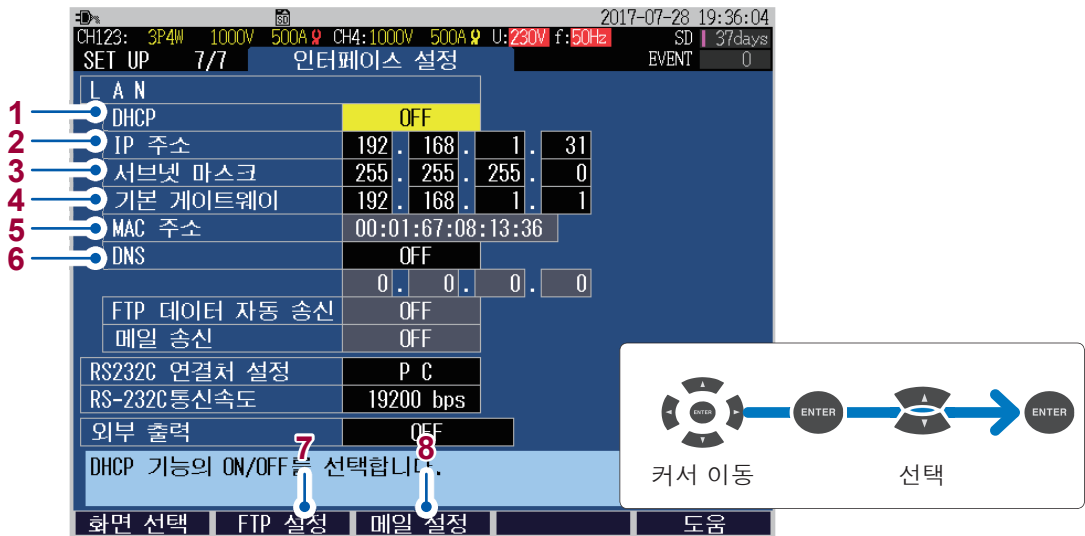 SD 2017-07-28 19:36:04
CH123: 3P4W 1000V 500A CH4:1000V 500A U:230V f:50Hz SD 37days
SET UP 7/7 인터페이스 설정 EVENT 0
L A N
1 DHCP OFF
2 IP 주소 192 . 168 . 1 . 31
3 서브넷 마스크 255 . 255 . 255 . 0
4 기본 게이트웨이 192 . 168 . 1 . 1
5 MAC 주소 00:01:67:08:13:36
6 DNS OFF
0 . 0 . 0 . 0
FTP 데이터 자동 송신 OFF
메일 송신 OFF
RS232C 연결처 설정 P C
RS-232C통신속도 19200 bps
외부 출력 OFF
7 8
DHCP 기능의 ON/OFF를 선택합니다.
화면 선택 FTP 설정 메일 설정 도움
ENTER ENTER ENTER
커서 이동 선택